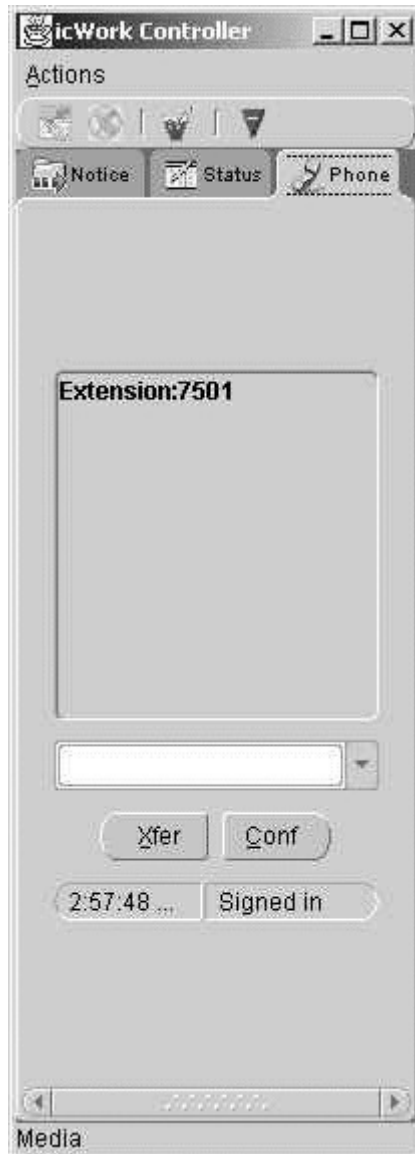 icWork Controller
Actions
Notice Status Phone
Extension:7501
Xfer Conf
2:57:48 ... Signed in
Media